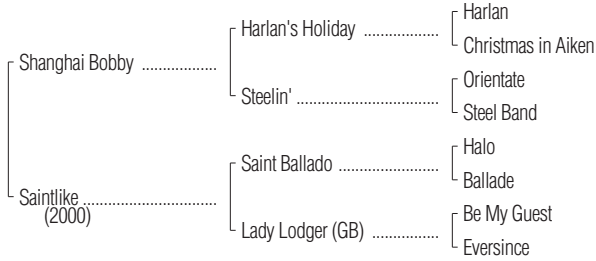 Harlan
Harlan's Holiday ..................
Christmas in Aiken
Shanghai Bobby ..................
Orientate
Steelin' ..................................
Steel Band
Halo
Saint Ballado ........................
Ballade
Saintlike ................................
(2000)
Be My Guest
Lady Lodger (GB) ................
Eversince